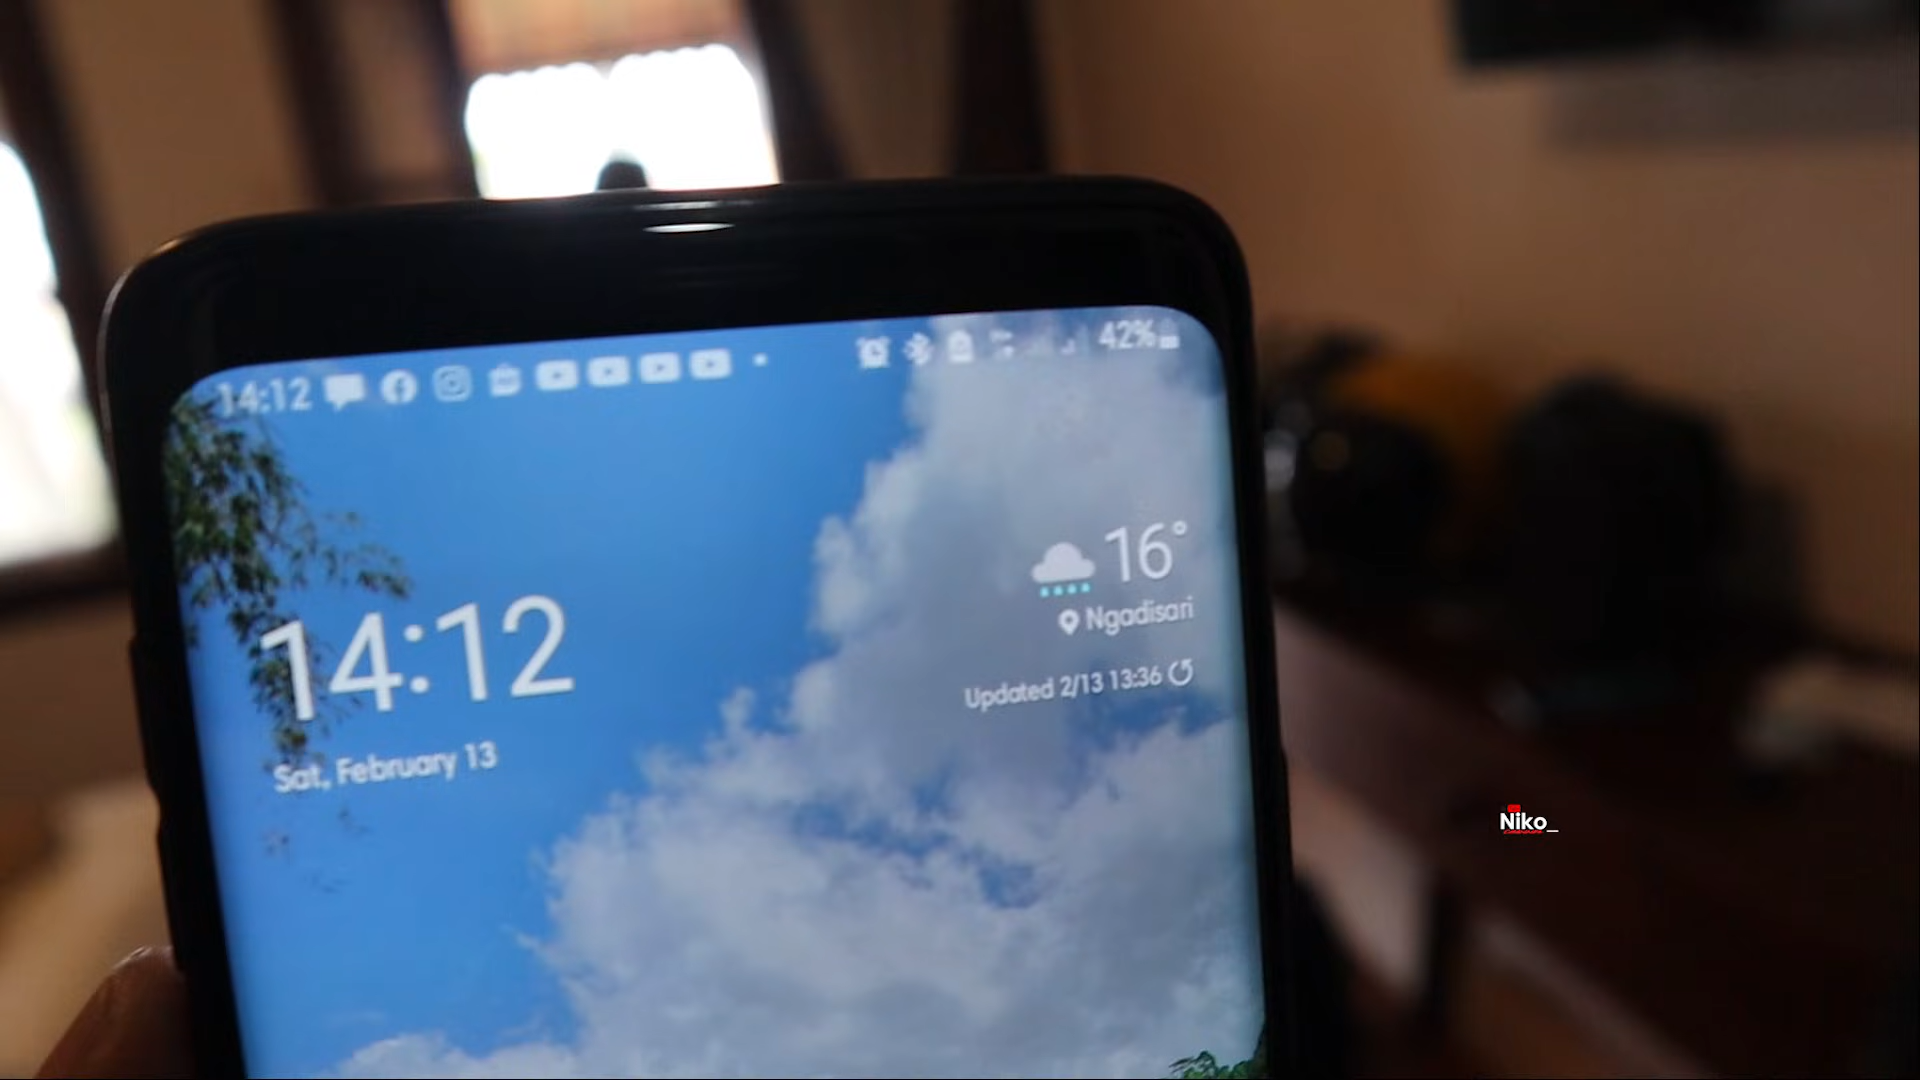 14:12
42%
16°
Ngadisari
Updated 2/13 13:36
14:12
Sat, February 13
Niko_